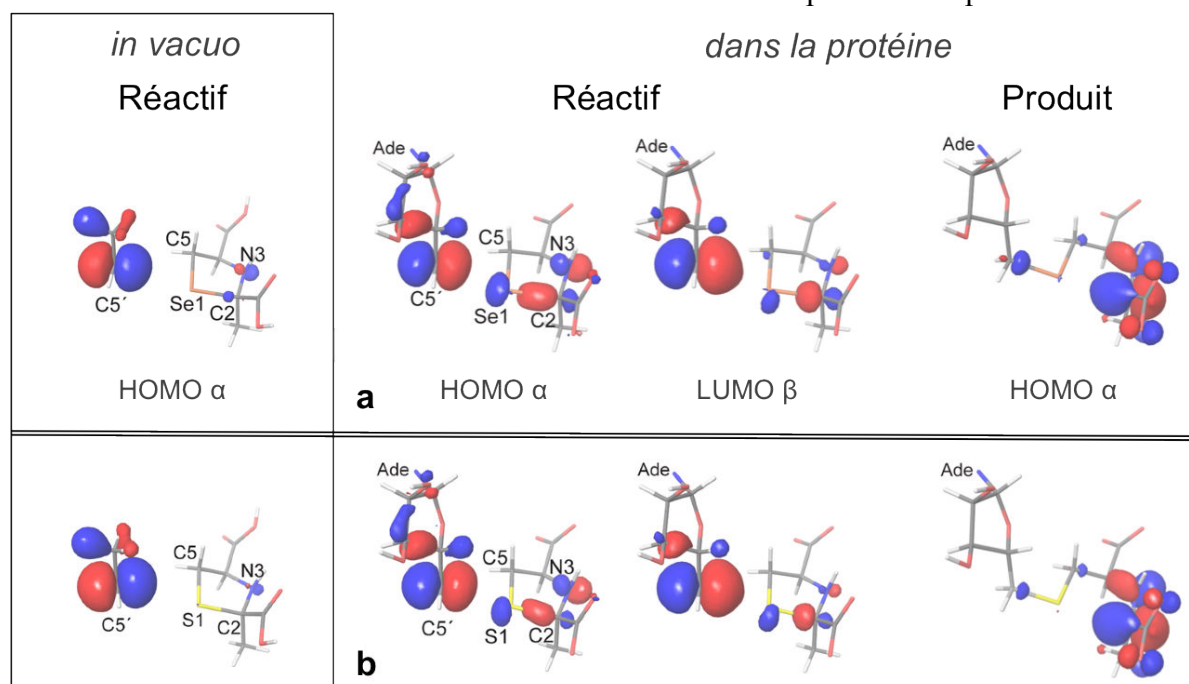 in vacuo
dans la protéine
Réactif
Réactif
Produit
Ade
Ade
Ade
C5
N3
C5
N3
C5´
Se1
C2
C5´
Se1
C2
HOMO α
a
HOMO α
LUMO β
HOMO α
Ade
Ade
Ade
C5
N3
C5
N3
C5´
S1
C2
C5´
S1
C2
b